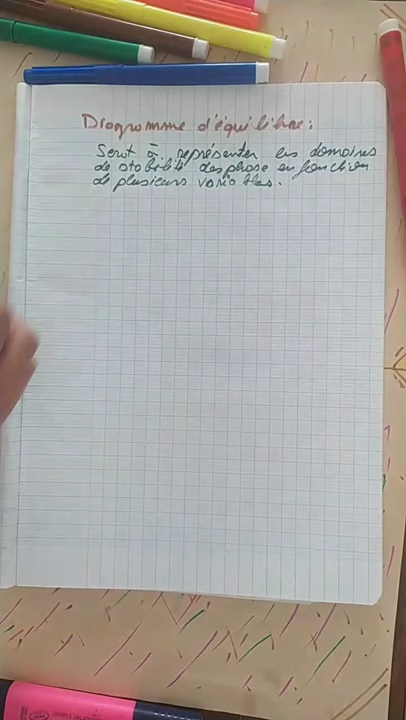 Diagramme d'équilibre :
Sert à représenter les domaines
de stabilité des phase en fonction
de plusieurs variables.